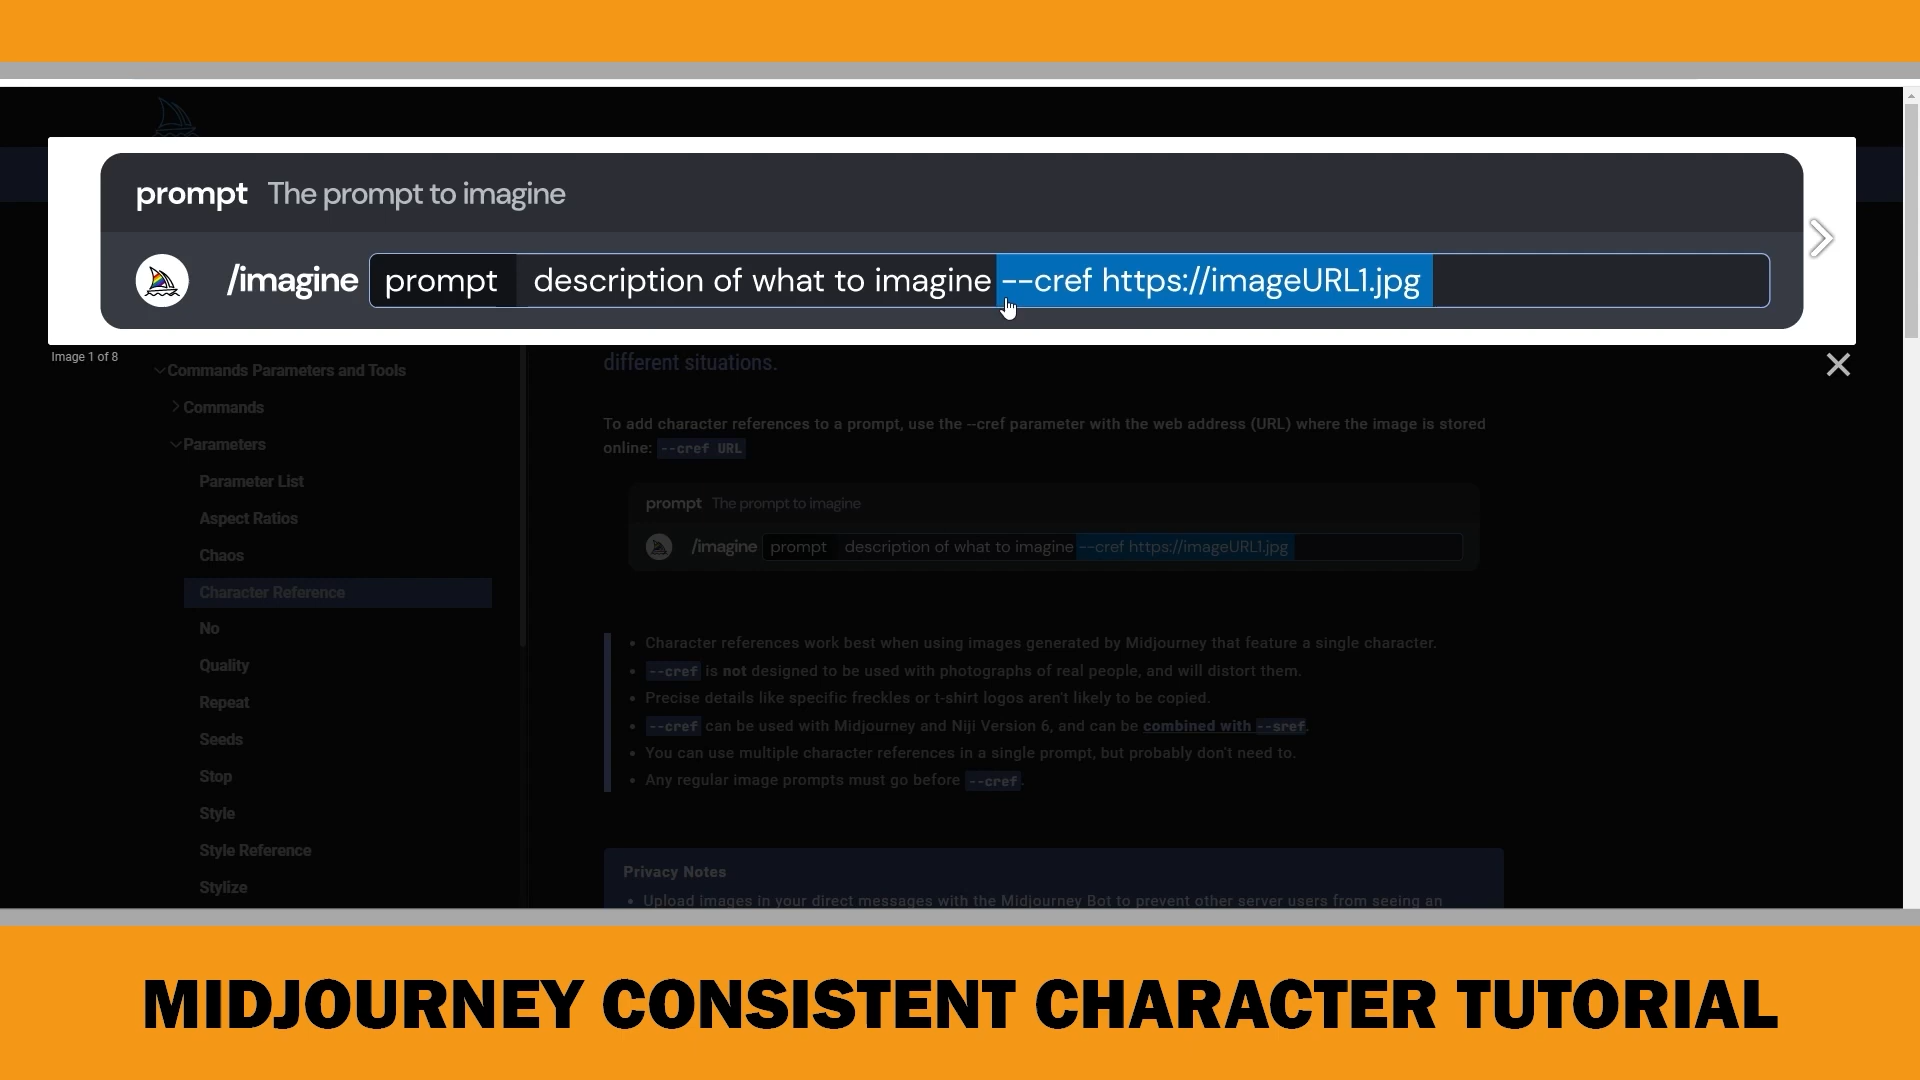 prompt The prompt to imagine
/imagine prompt description of what to imagine --cref https://imageURL1.jpg
Image 1 of 8
Commands Parameters and Tools
Commands
Parameters
Parameter List
Aspect Ratios
Chaos
Character Reference
No
Quality
Repeat
Seeds
Stop
Style
Style Reference
Stylize
different situations.
To add character references to a prompt, use the --cref parameter with the web address (URL) where the image is stored
online: --cref URL
prompt The prompt to imagine
/imagine prompt description of what to imagine --cref https://imageURL1.jpg
• Character references work best when using images generated by Midjourney that feature a single character.
• --cref is not designed to be used with photographs of real people, and will distort them.
• Precise details like specific freckles or t-shirt logos aren't likely to be copied.
• --cref can be used with Midjourney and Niji Version 6, and can be combined with --sref.
• You can use multiple character references in a single prompt, but probably don't need to.
• Any regular image prompts must go before --cref.
Privacy Notes
• Upload images in your direct messages with the Midjourney Bot to prevent other server users from seeing an
MIDJOURNEY CONSISTENT CHARACTER TUTORIAL